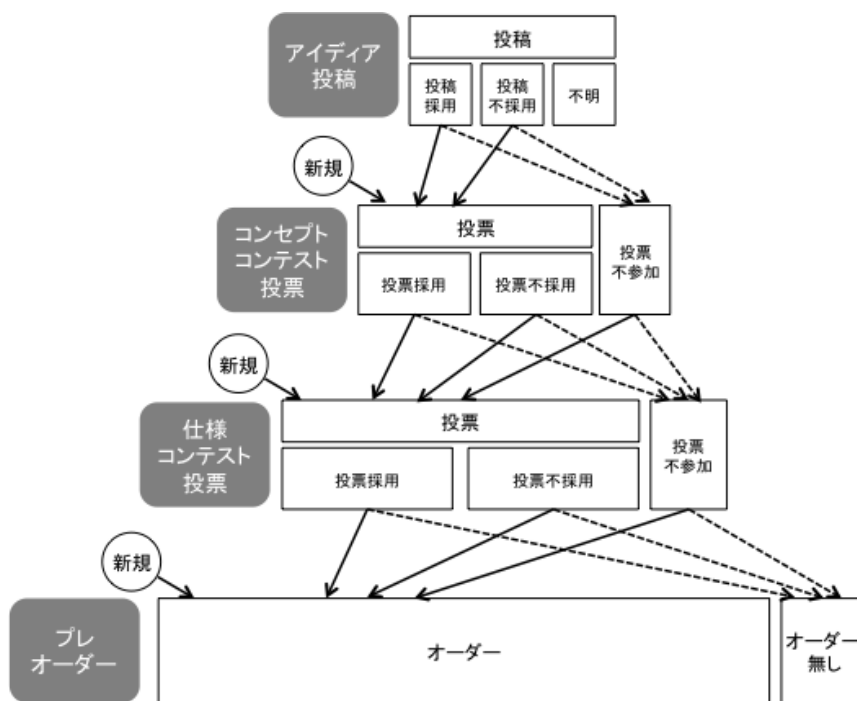 アイディア
投稿
投稿
投稿
採用
投稿
不採用
不明
新規
コンセプト
コンテスト
投票
投票
投票採用
投票不採用
投票
不参加
新規
仕様
コンテスト
投票
投票
投票採用
投票不採用
投票
不参加
新規
プレ
オーダー
オーダー
オーダー
無し